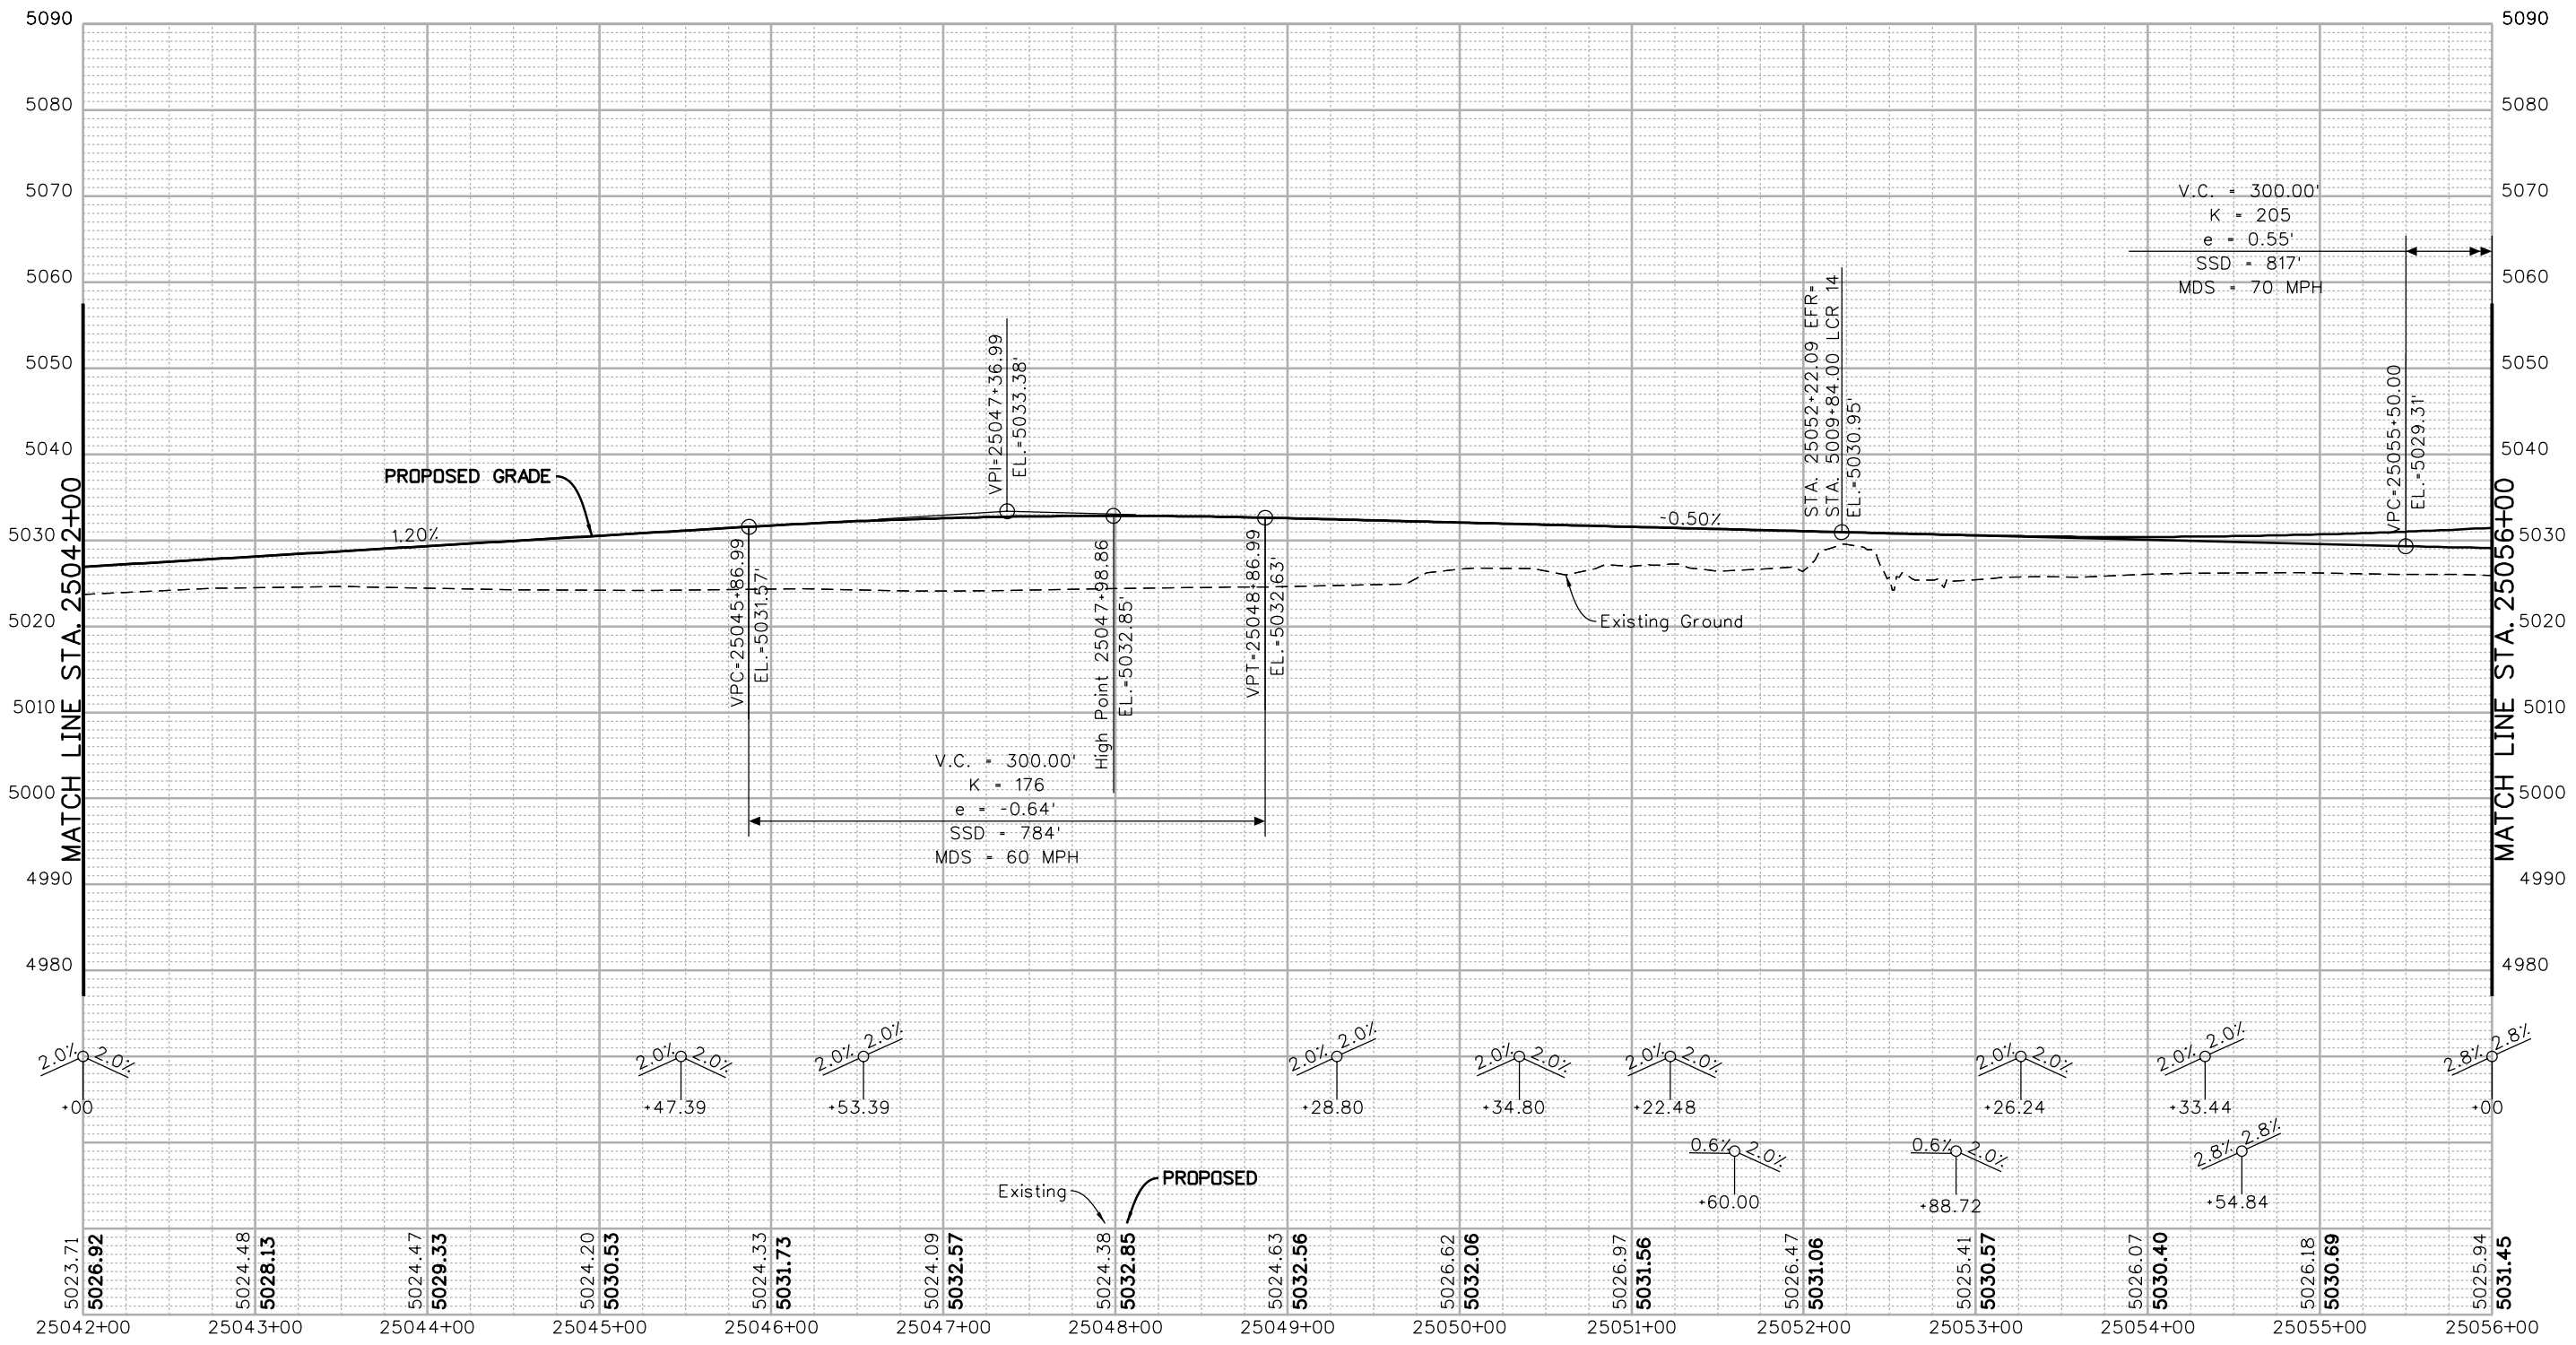 5090 5090
5080 5080
5070 5070
5060 5060
5050 5050
5040 5040
5030 5030
5020 5020
5010 5010
5000 5000
4990 4990
4980 4980
MATCH LINE STA. 25042+00
MATCH LINE STA. 25056+00
V.C. = 300.00'
K = 205
e = 0.55'
SSD = 817'
MDS = 70 MPH
PROPOSED GRADE
1.20%
VPC=25045+86.99
EL.=5031.57'
VPI=25047+36.99
EL.=5033.38'
High Point 25047+98.86
EL.=5032.85'
VPT=25048+86.99
EL.=5032.63'
-0.50%
STA. 25052+22.09 EFR=
STA. 5009+84.00 LCR 14
EL.=5030.95'
VPC=25055+50.00
EL.=5029.31'
Existing Ground
V.C. = 300.00'
K = 176
e = -0.64'
SSD = 784'
MDS = 60 MPH
2.0% 2.0%
+00
2.0% 2.0%
+47.39
2.0% 2.0%
+53.39
2.0% 2.0%
+28.80
2.0% 2.0%
+34.80
2.0% 2.0%
+22.48
2.0% 2.0%
+26.24
2.0% 2.0%
+33.44
2.8% 2.8%
+00
0.6% 2.0%
+60.00
0.6% 2.0%
+88.72
2.8% 2.8%
+54.84
Existing
PROPOSED
5023.71
5026.92
5024.48
5028.13
5024.47
5029.33
5024.20
5030.53
5024.33
5031.73
5024.09
5032.57
5024.38
5032.85
5024.63
5032.56
5026.62
5032.06
5026.97
5031.56
5026.47
5031.06
5025.41
5030.57
5026.07
5030.40
5026.18
5030.69
5025.94
5031.45
25042+00 25043+00 25044+00 25045+00 25046+00 25047+00 25048+00 25049+00 25050+00 25051+00 25052+00 25053+00 25054+00 25055+00 25056+00